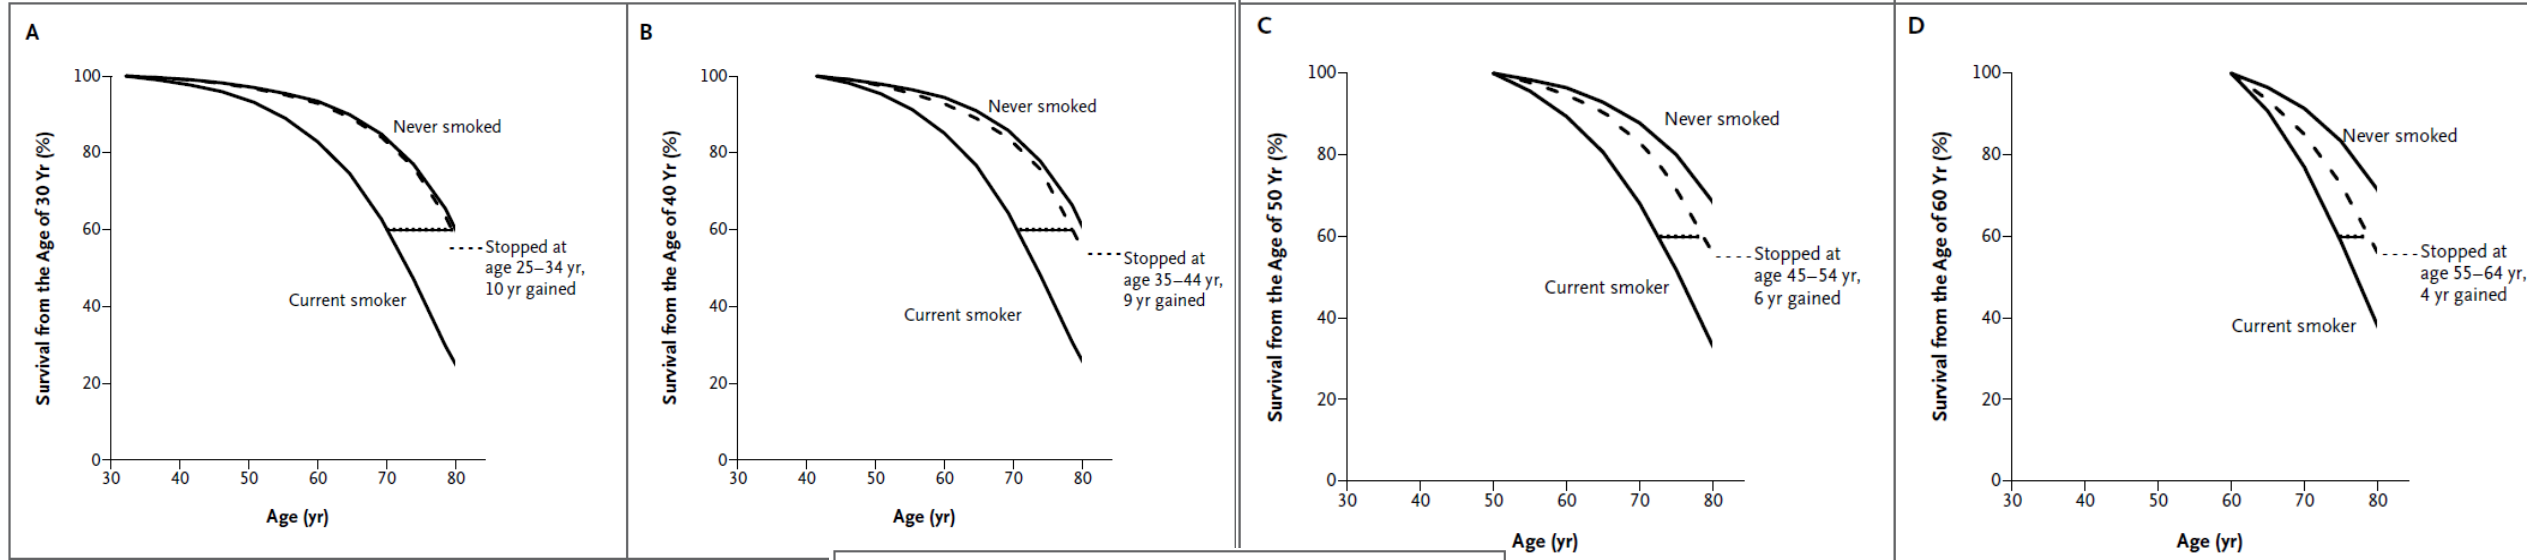 A
Survival from the Age of 30 Yr (%)
100
80
60
40
20
0
30 40 50 60 70 80
Age (yr)
Never smoked
Stopped at
age 25–34 yr,
10 yr gained
Current smoker
B
Survival from the Age of 40 Yr (%)
100
80
60
40
20
0
30 40 50 60 70 80
Age (yr)
Never smoked
Stopped at
age 35–44 yr,
9 yr gained
Current smoker
C
Survival from the Age of 50 Yr (%)
100
80
60
40
20
0
30 40 50 60 70 80
Age (yr)
Never smoked
Stopped at
age 45–54 yr,
6 yr gained
Current smoker
D
Survival from the Age of 60 Yr (%)
100
80
60
40
20
0
30 40 50 60 70 80
Age (yr)
Never smoked
Stopped at
age 55–64 yr,
4 yr gained
Current smoker